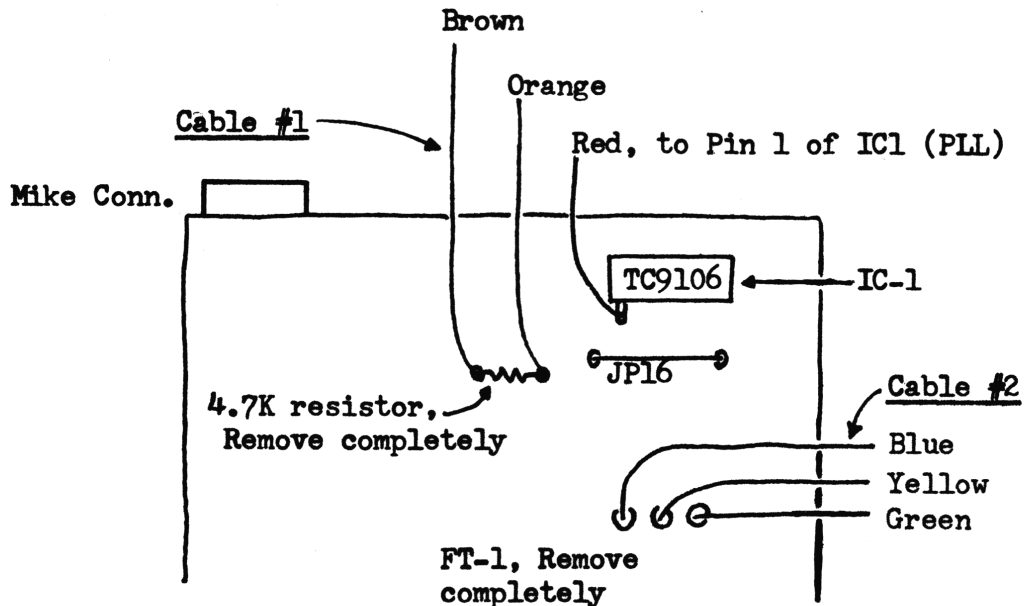 Brown
Orange
Cable #1
Red, to Pin 1 of IC1 (PLL)
Mike Conn.
TC9106
IC-1
JP16
4.7K resistor,
Remove completely
Cable #2
Blue
Yellow
Green
FT-1, Remove
completely